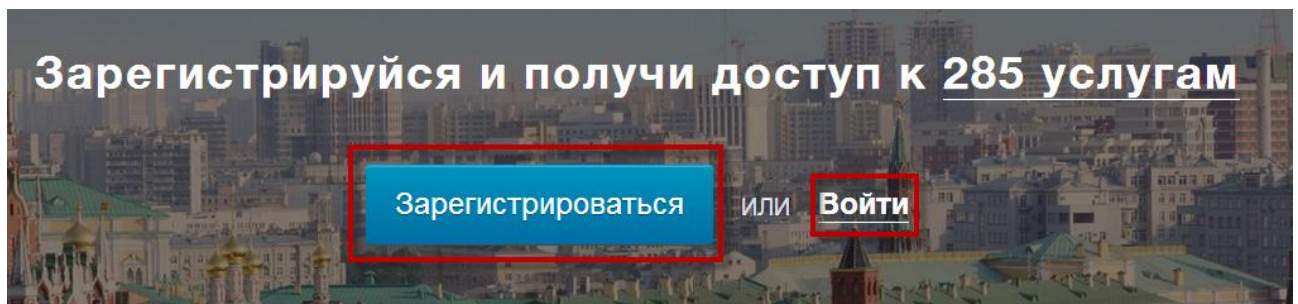 Зарегистрируйся и получи доступ к 285 услугам
Зарегистрироваться или Войти